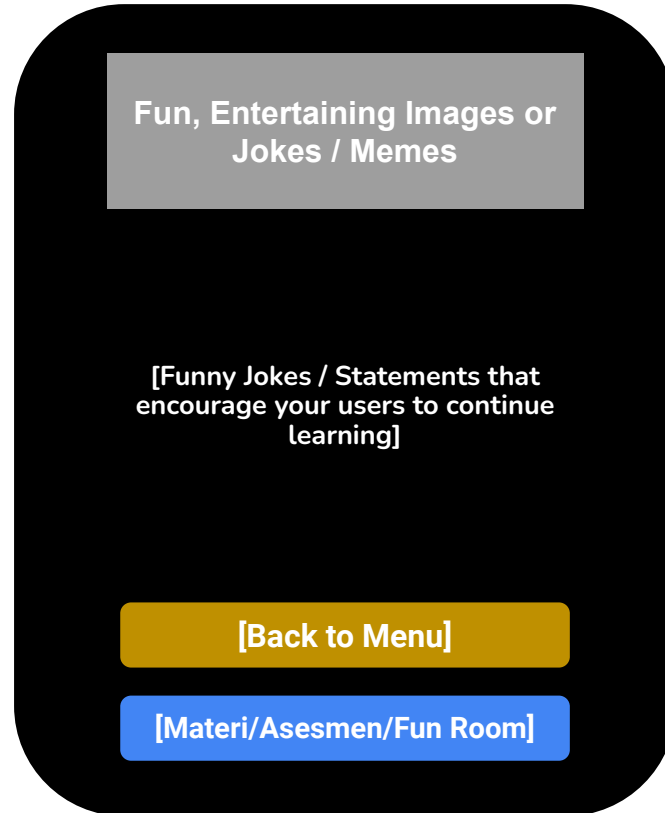 Fun, Entertaining Images or
Jokes / Memes
[Funny Jokes / Statements that
encourage your users to continue
learning]
[Back to Menu]
[Materi/Asesmen/Fun Room]